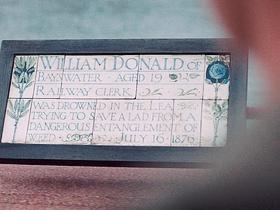 WILLIAM DONALD OF
BAYSWATER · AGED 19
RAILWAY CLERK
WAS DROWNED IN THE LEA
TRYING TO SAVE A LAD FROM A
DANGEROUS ENTANGLEMENT OF
WEED · JULY 16 · 1876